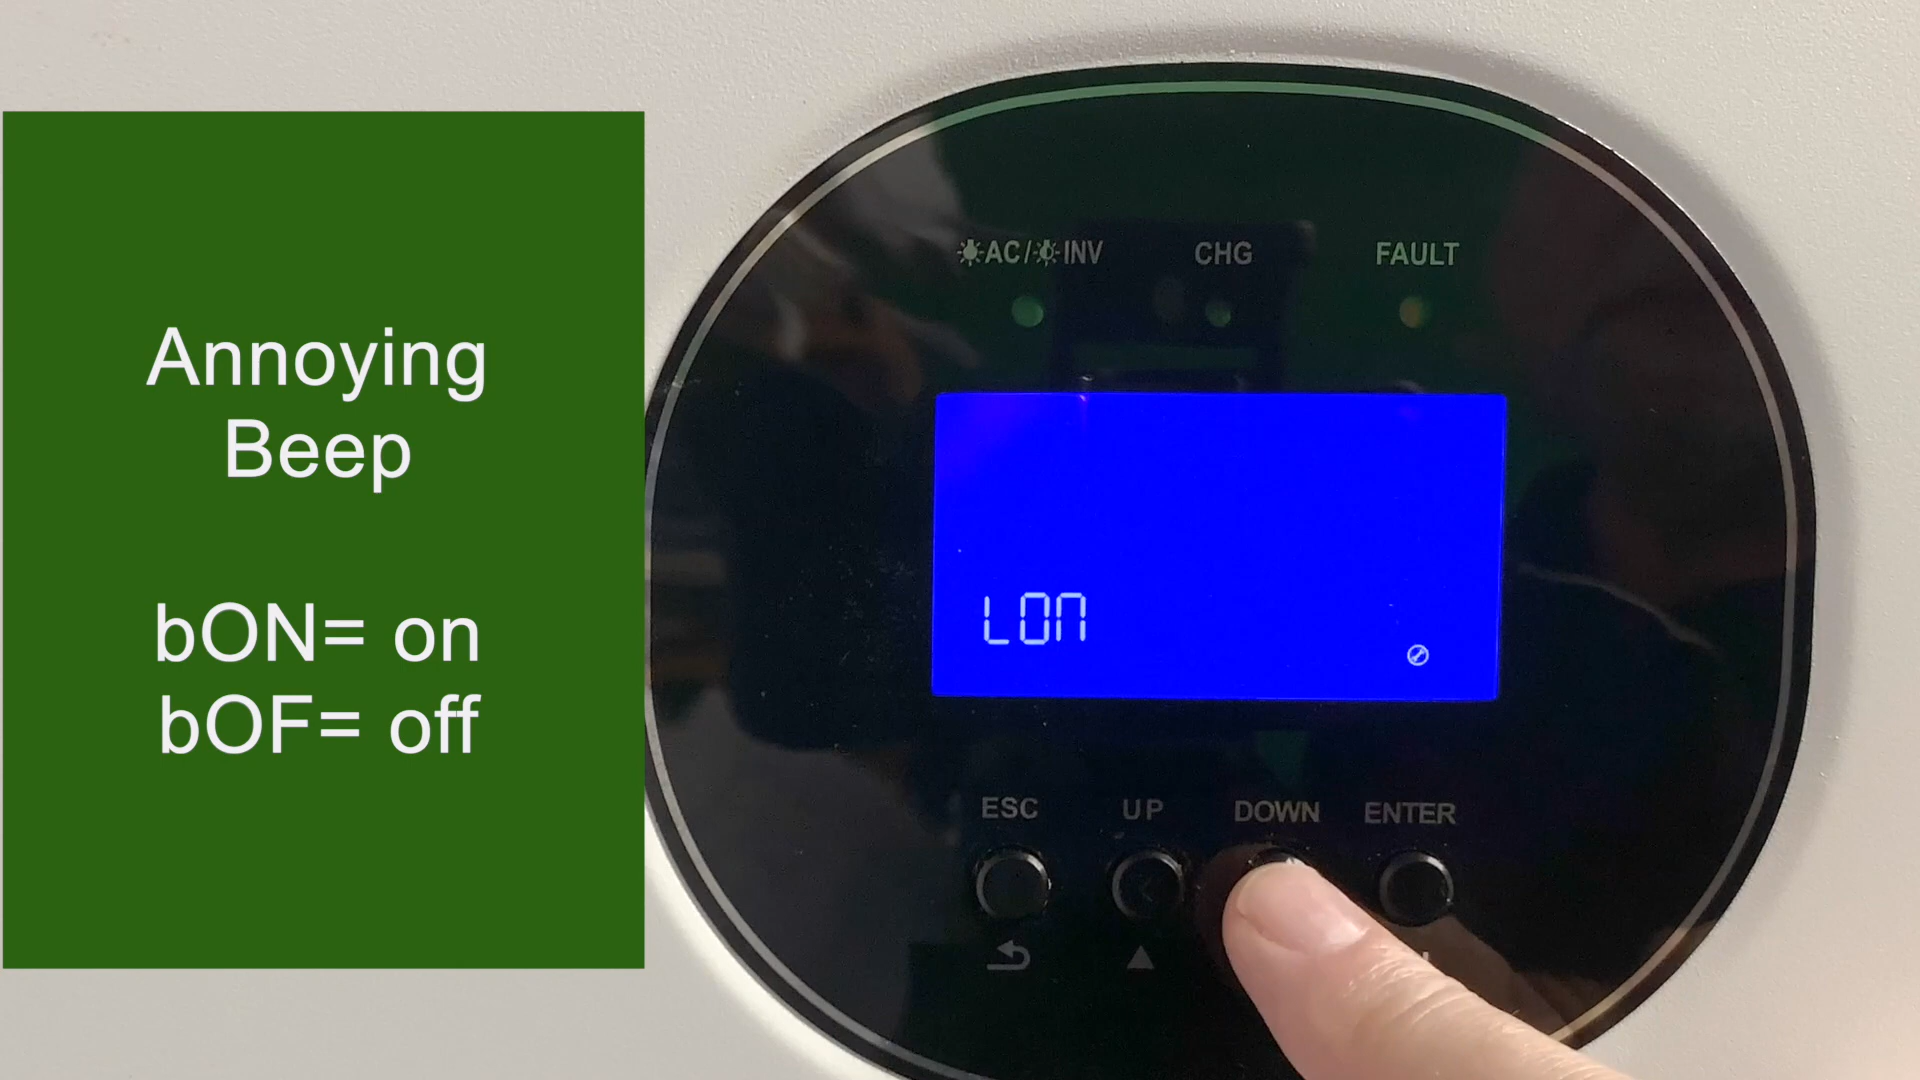 Annoying
Beep
bON= on
bOF= off
AC/ INV
CHG
FAULT
LON
ESC
UP
DOWN
ENTER